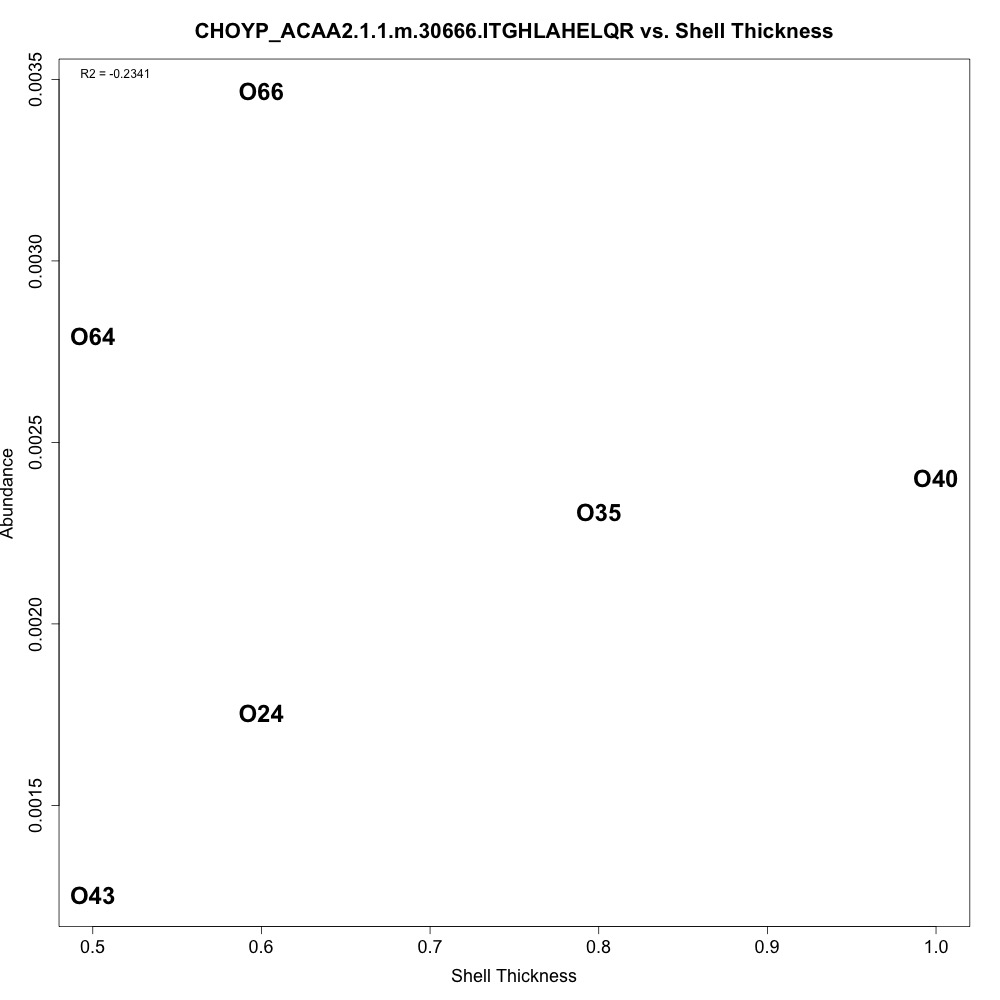 CHOYP_ACAA2.1.1.m.30666.ITGHLAHELQR vs. Shell Thickness
R2 = -0.2341
0.0035
0.0030
0.0025
0.0020
0.0015
Abundance
O66
O64
O40
O35
O24
O43
0.5 0.6 0.7 0.8 0.9 1.0
Shell Thickness